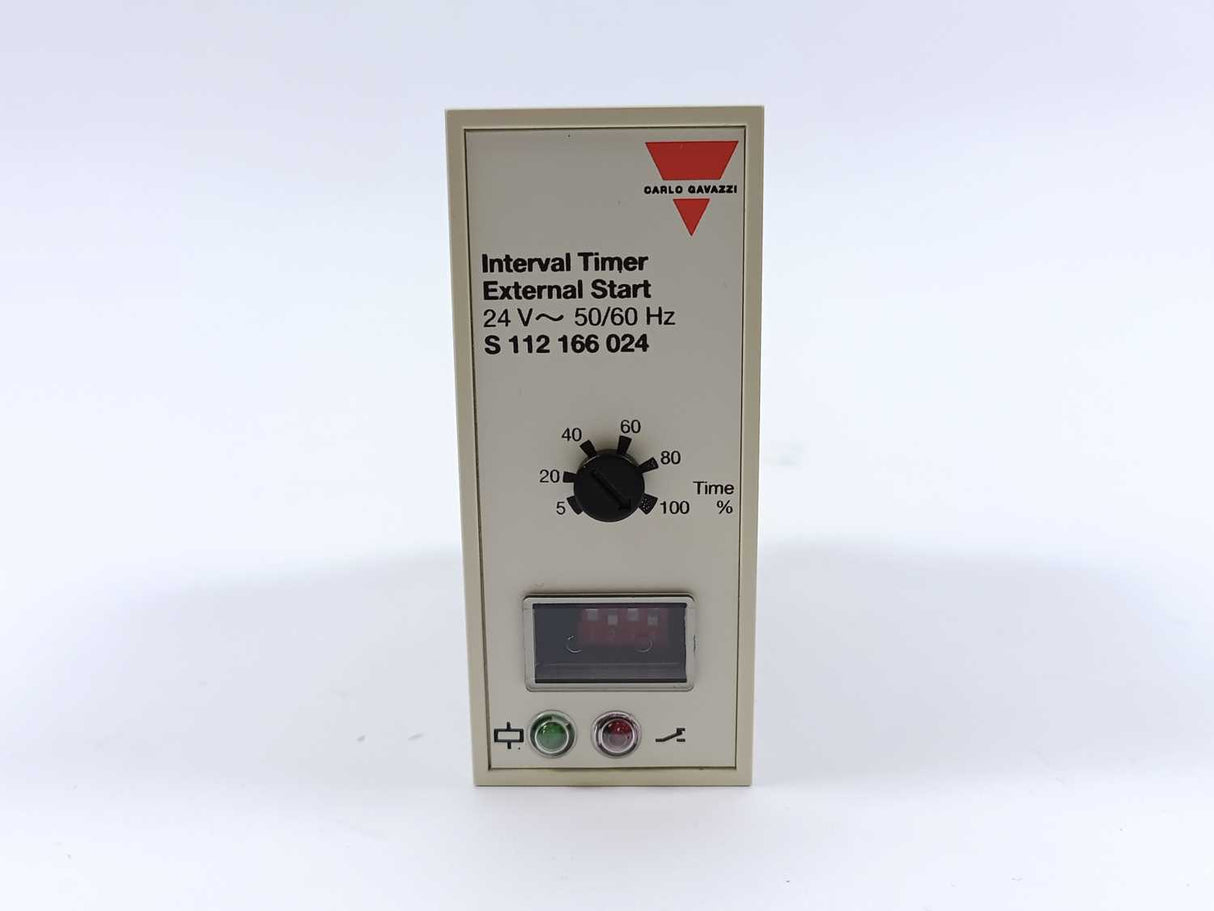 CARLO GAVAZZI
Interval Timer
External Start
24 V~ 50/60 Hz
S 112 166 024
40 60
20 80
5 100
Time
%